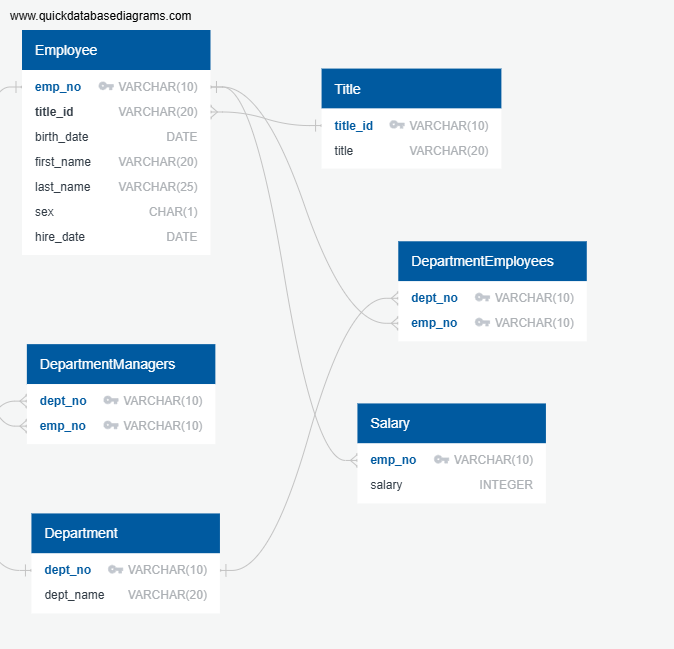 www.quickdatabasediagrams.com
Employee
emp_no VARCHAR(10)
title_id VARCHAR(20)
birth_date DATE
first_name VARCHAR(20)
last_name VARCHAR(25)
sex CHAR(1)
hire_date DATE
Title
title_id VARCHAR(10)
title VARCHAR(20)
DepartmentEmployees
dept_no VARCHAR(10)
emp_no VARCHAR(10)
DepartmentManagers
dept_no VARCHAR(10)
emp_no VARCHAR(10)
Salary
emp_no VARCHAR(10)
salary INTEGER
Department
dept_no VARCHAR(10)
dept_name VARCHAR(20)